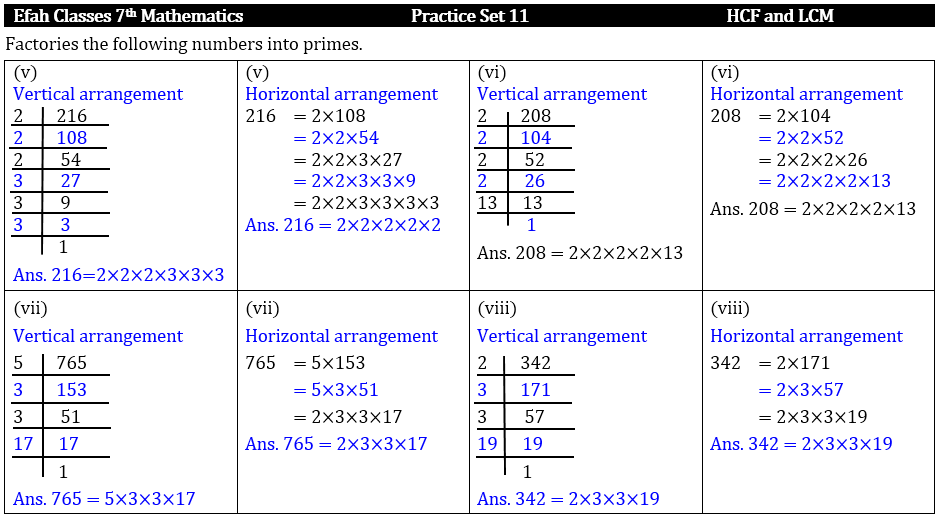 Efah Classes 7th Mathematics Practice Set 11 HCF and LCM
Factories the following numbers into primes.
(v)
Vertical arrangement
2 216
2 108
2 54
3 27
3 9
3 3
1
Ans. 216=2×2×2×3×3×3
(v)
Horizontal arrangement
216 = 2×108
= 2×2×54
= 2×2×3×27
= 2×2×3×3×9
= 2×2×3×3×3×3
Ans. 216 = 2×2×2×2×2
(vi)
Vertical arrangement
2 208
2 104
2 52
2 26
13 13
1
Ans. 208 = 2×2×2×2×13
(vi)
Horizontal arrangement
208 = 2×104
= 2×2×52
= 2×2×2×26
= 2×2×2×2×13
Ans. 208 = 2×2×2×2×13
(vii)
Vertical arrangement
5 765
3 153
3 51
17 17
1
Ans. 765 = 5×3×3×17
(vii)
Horizontal arrangement
765 = 5×153
= 5×3×51
= 2×3×3×17
Ans. 765 = 2×3×3×17
(viii)
Vertical arrangement
2 342
3 171
3 57
19 19
1
Ans. 342 = 2×3×3×19
(viii)
Horizontal arrangement
342 = 2×171
= 2×3×57
= 2×3×3×19
Ans. 342 = 2×3×3×19